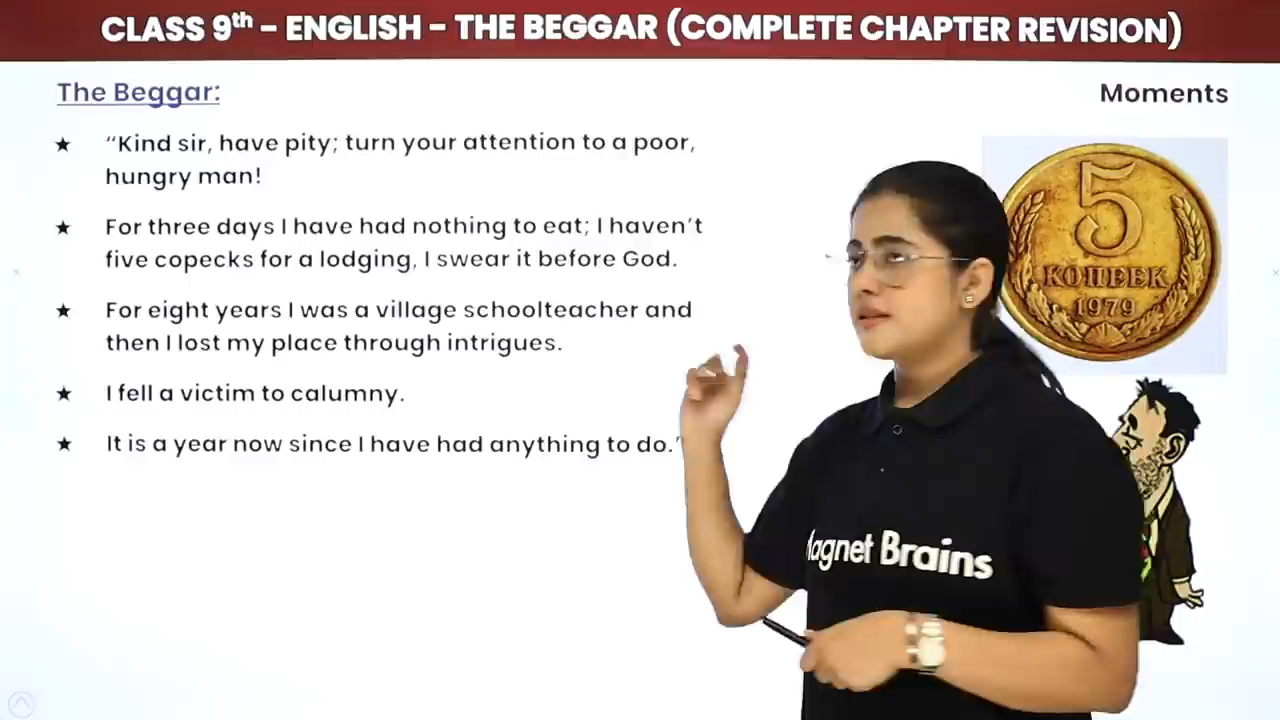 CLASS 9th – ENGLISH – THE BEGGAR (COMPLETE CHAPTER REVISION)
The Beggar:
Moments
★ “Kind sir, have pity; turn your attention to a poor,
hungry man!
★ For three days I have had nothing to eat; I haven’t
five copecks for a lodging, I swear it before God.
★ For eight years I was a village schoolteacher and
then I lost my place through intrigues.
★ I fell a victim to calumny.
★ It is a year now since I have had anything to do.”
5
КОПЕЕК
1979
Magnet Brains